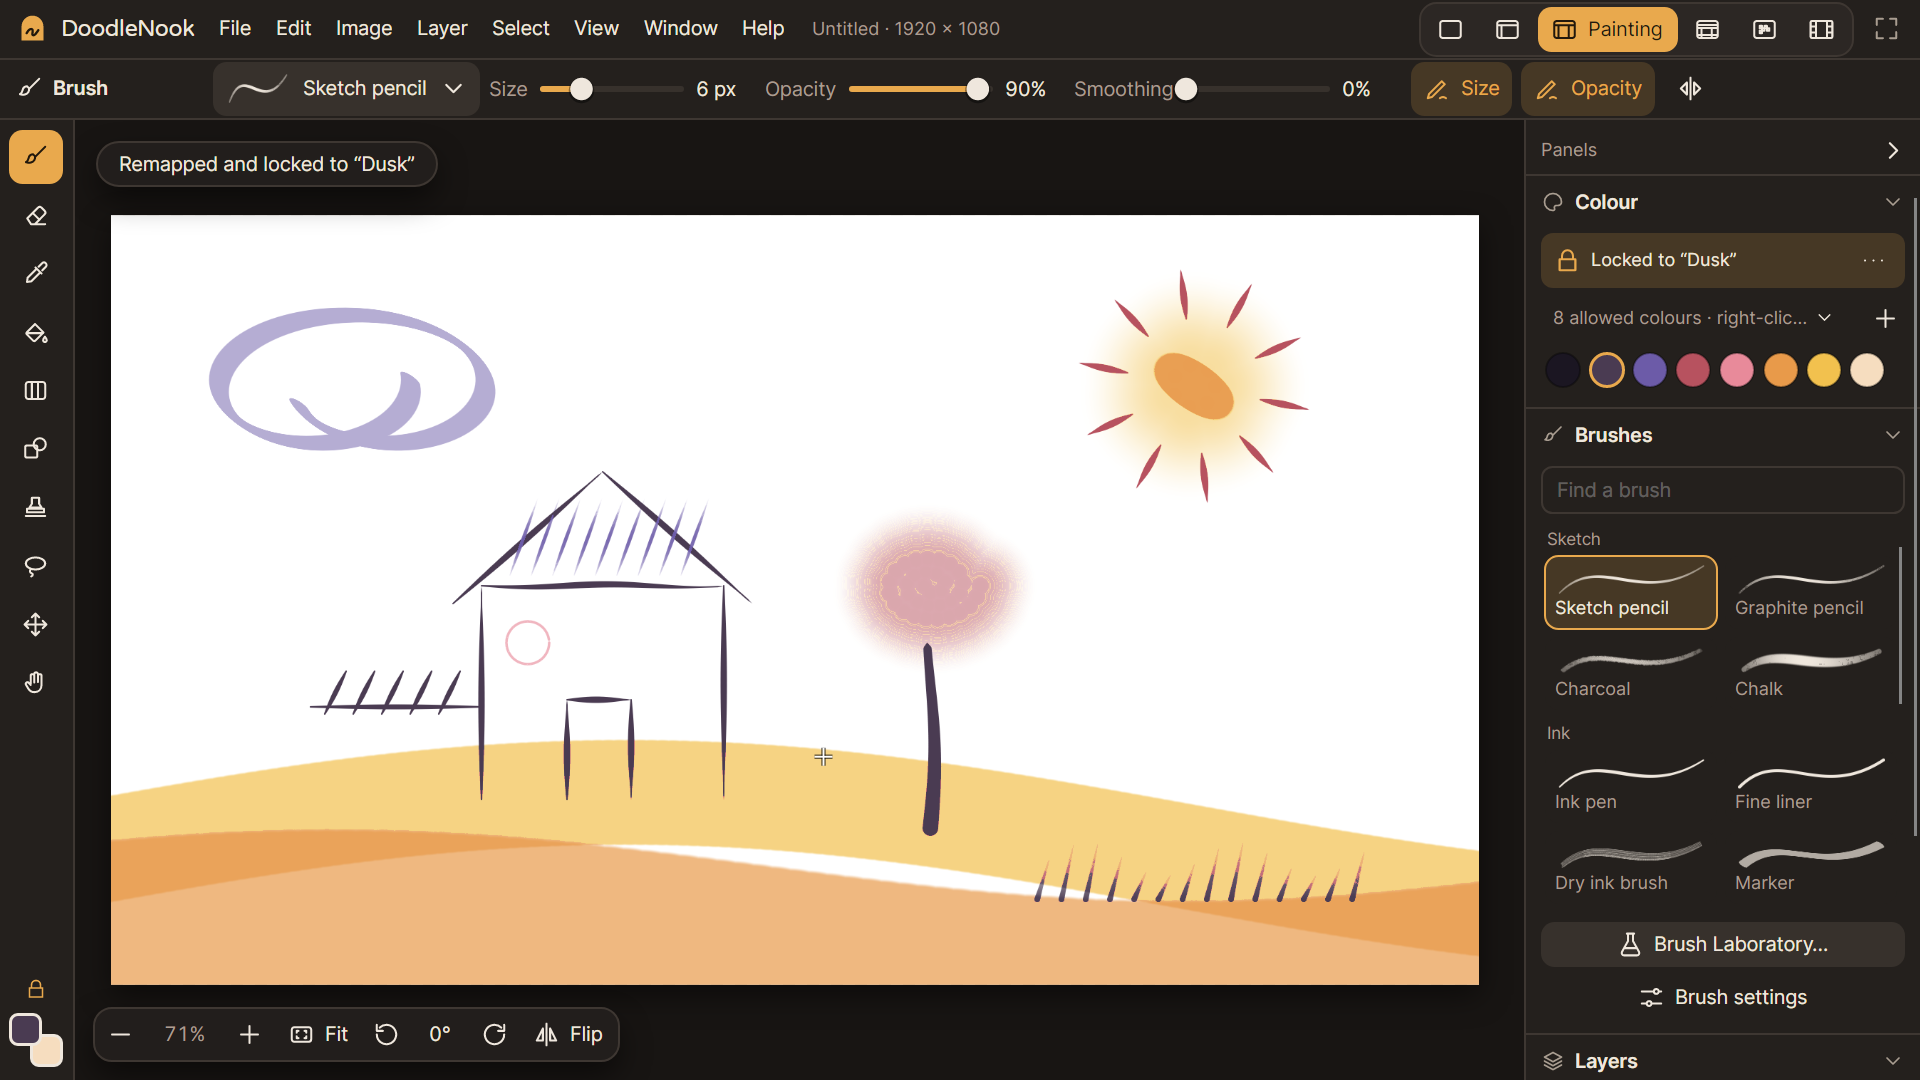 DoodleNook File Edit Image Layer Select View Window Help Untitled · 1920 × 1080 Painting
Brush Sketch pencil Size 6 px Opacity 90% Smoothing 0% Size Opacity
Remapped and locked to “Dusk”
Panels
Colour
Locked to “Dusk” ...
8 allowed colours · right-clic...
Brushes
Find a brush
Sketch
Sketch pencil Graphite pencil
Charcoal Chalk
Ink
Ink pen Fine liner
Dry ink brush Marker
Brush Laboratory...
Brush settings
71% Fit 0° Flip
Layers